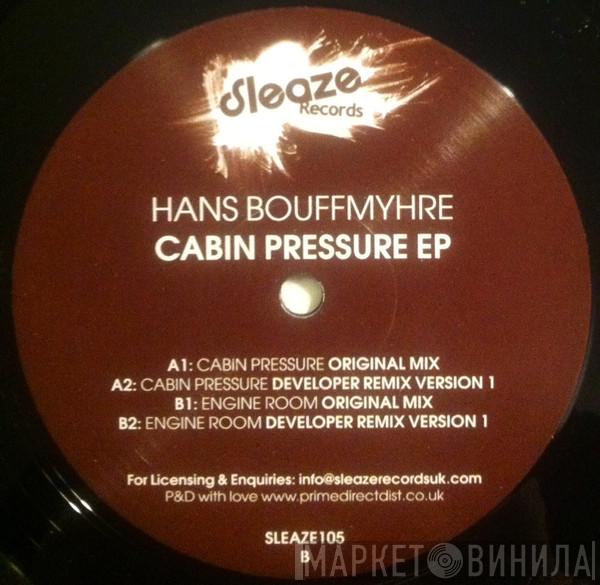 Sleaze
Records
HANS BOUFFMYHRE
CABIN PRESSURE EP
A1: CABIN PRESSURE ORIGINAL MIX
A2: CABIN PRESSURE DEVELOPER REMIX VERSION 1
B1: ENGINE ROOM ORIGINAL MIX
B2: ENGINE ROOM DEVELOPER REMIX VERSION 1
For Licensing & Enquiries: info@sleazerecordsuk.com
P&D with love www.primedirectdist.co.uk
SLEAZE105
B
МАРКЕТ ВИНИЛА